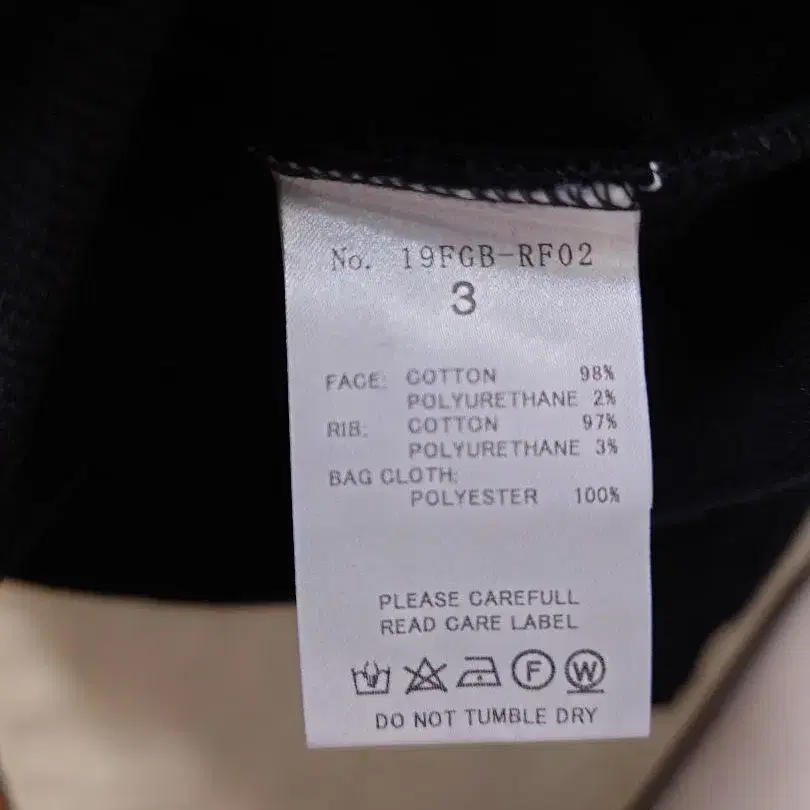 No. 19FGB-RF02
3
FACE: COTTON 98%
POLYURETHANE 2%
RIB: COTTON 97%
POLYURETHANE 3%
BAG CLOTH:
POLYESTER 100%
PLEASE CAREFULL
READ CARE LABEL
F W
DO NOT TUMBLE DRY